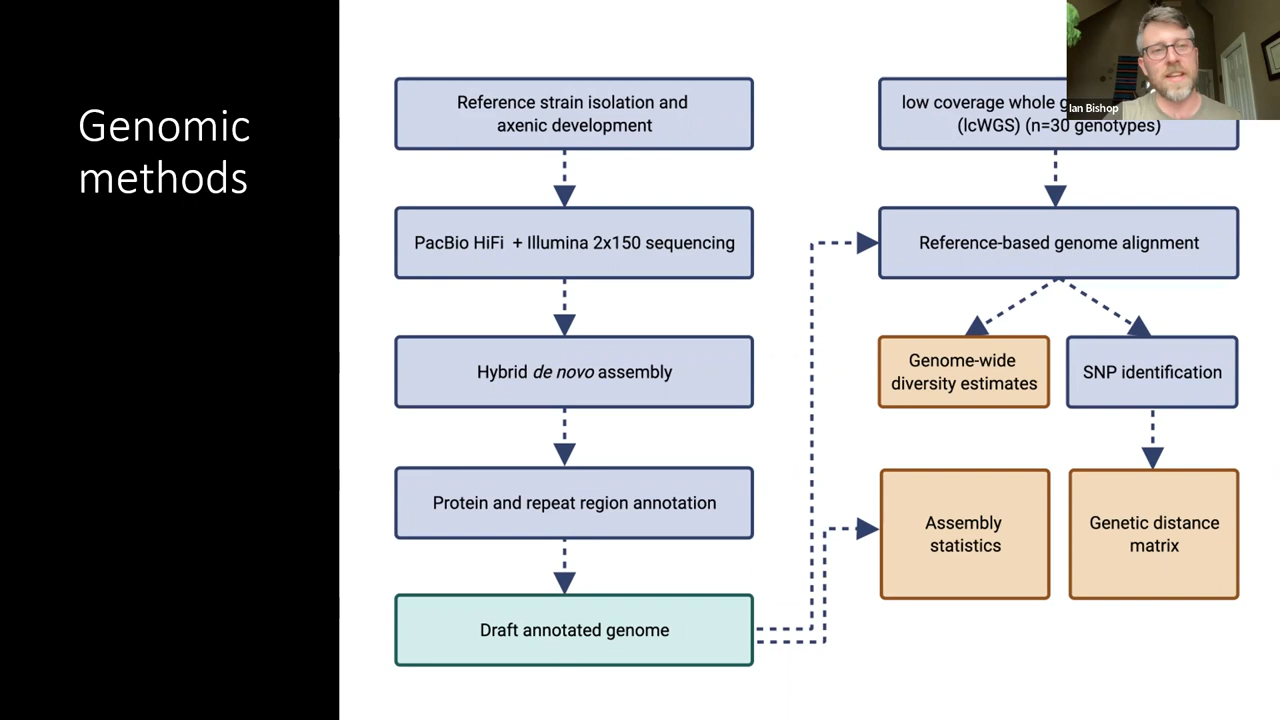 Genomic
methods
Reference strain isolation and
axenic development
PacBio HiFi + Illumina 2x150 sequencing
Hybrid de novo assembly
Protein and repeat region annotation
Draft annotated genome
low coverage whole
(lcWGS) (n=30 genotypes)
Reference-based genome alignment
Genome-wide
diversity estimates
SNP identification
Assembly
statistics
Genetic distance
matrix
Ian Bishop